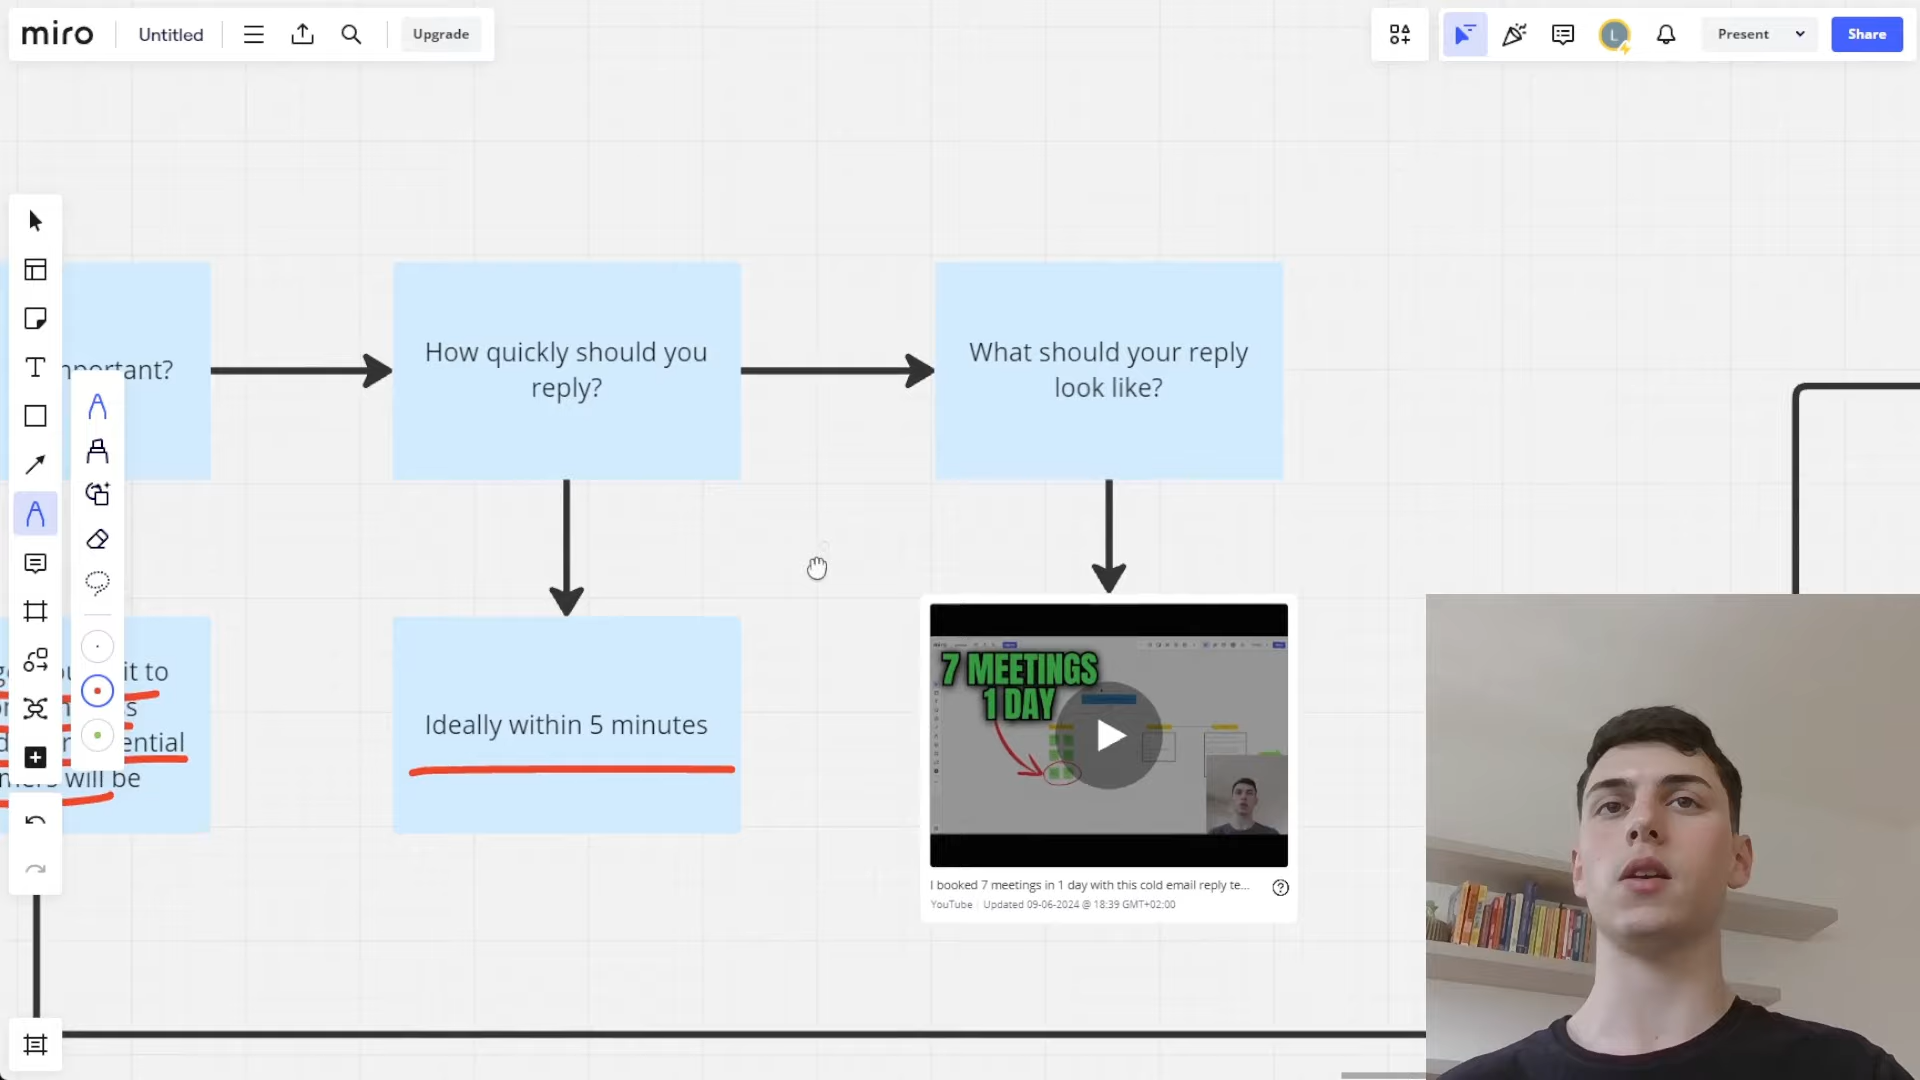 miro
Untitled
Upgrade
L
Present
Share
How quickly should you
reply?
What should your reply
look like?
it to
ential
will be
Ideally within 5 minutes
7 MEETINGS
1 DAY
I booked 7 meetings in 1 day with this cold email reply te...
YouTube
Updated 09-06-2024 @ 18:39 GMT+02:00